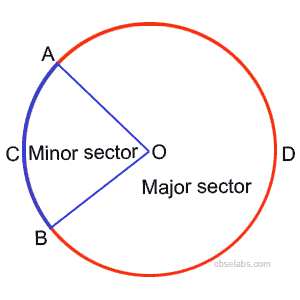 A
C Minor sector O D
Major sector
B
cbselabs.com